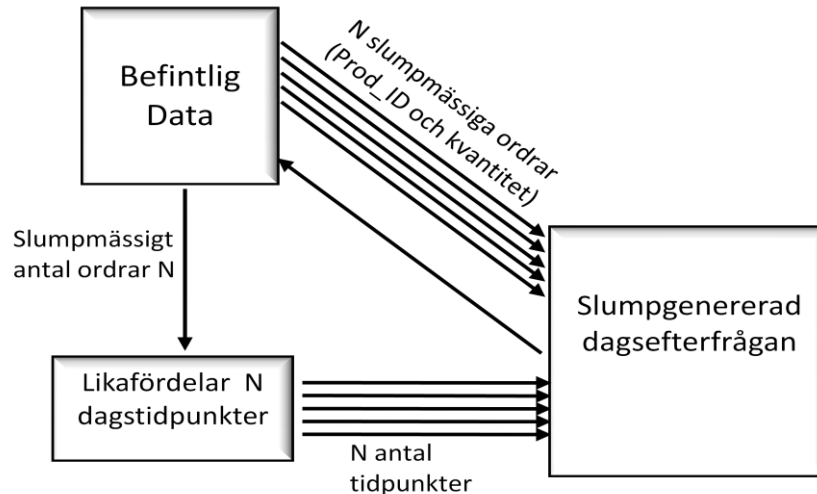 Befintlig
Data
N slumpmässiga ordrar
(Prod_ID och kvantitet)
Slumpmässigt
antal ordrar N
Slumpgenererad
dagsefterfrågan
Likafördelar N
dagstidpunkter
N antal
tidpunkter